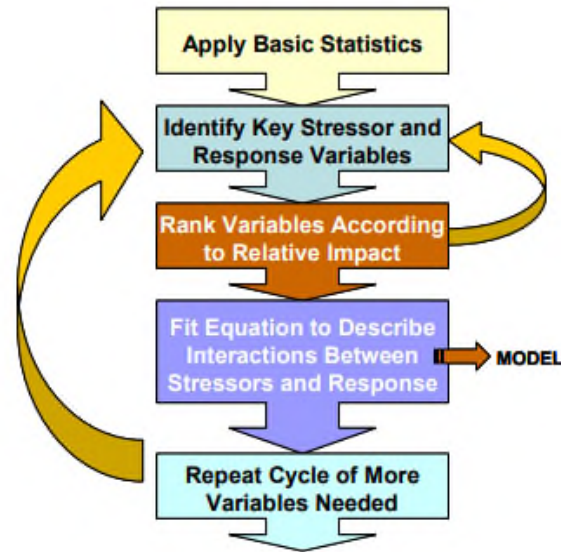 Apply Basic Statistics
Identify Key Stressor and
Response Variables
Rank Variables According
to Relative Impact
Fit Equation to Describe
Interactions Between
Stressors and Response
MODEL
Repeat Cycle of More
Variables Needed